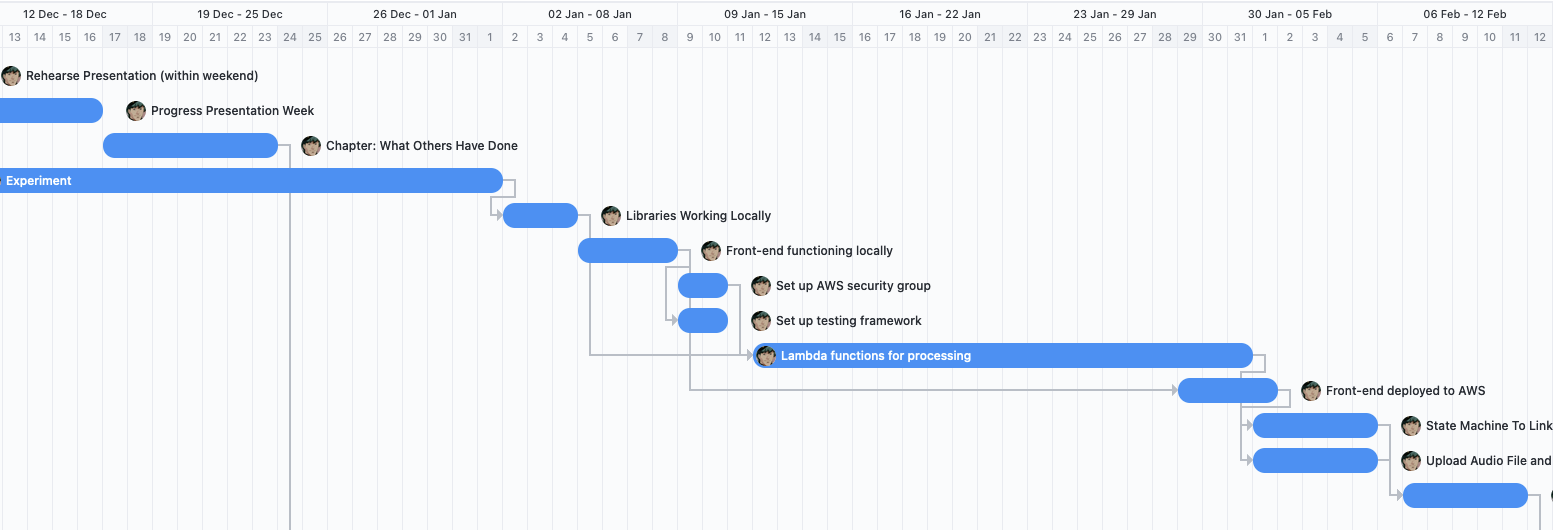 12 Dec - 18 Dec 19 Dec - 25 Dec 26 Dec - 01 Jan 02 Jan - 08 Jan 09 Jan - 15 Jan 16 Jan - 22 Jan 23 Jan - 29 Jan 30 Jan - 05 Feb 06 Feb - 12 Feb
13 14 15 16 17 18 19 20 21 22 23 24 25 26 27 28 29 30 31 1 2 3 4 5 6 7 8 9 10 11 12 13 14 15 16 17 18 19 20 21 22 23 24 25 26 27 28 29 30 31 1 2 3 4 5 6 7 8 9 10 11 12
Rehearse Presentation (within weekend)
Progress Presentation Week
Chapter: What Others Have Done
Experiment
Libraries Working Locally
Front-end functioning locally
Set up AWS security group
Set up testing framework
Lambda functions for processing
Front-end deployed to AWS
State Machine To Link
Upload Audio File and